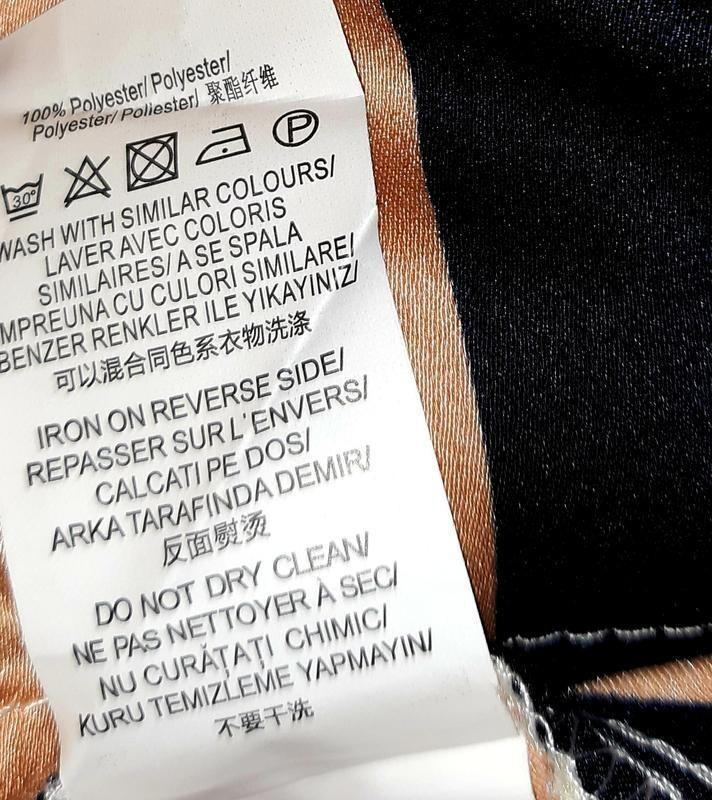 100% Polyester/ Polyester/
Polyester/ Poliester/ 聚酯纤维
30° P
WASH WITH SIMILAR COLOURS/
LAVER AVEC COLORIS
SIMILAIRES/ A SE SPALA
IMPREUNA CU CULORI SIMILARE/
BENZER RENKLER ILE YIKAYINIZ/
可以混合同色系衣物洗涤
IRON ON REVERSE SIDE/
REPASSER SUR L'ENVERS/
CALCATI PE DOS/
ARKA TARAFINDA DEMIR/
反面熨烫
DO NOT DRY CLEAN/
NE PAS NETTOYER À SEC/
NU CURĂȚAȚI CHIMIC/
KURU TEMIZLEME YAPMAYIN/
不要干洗